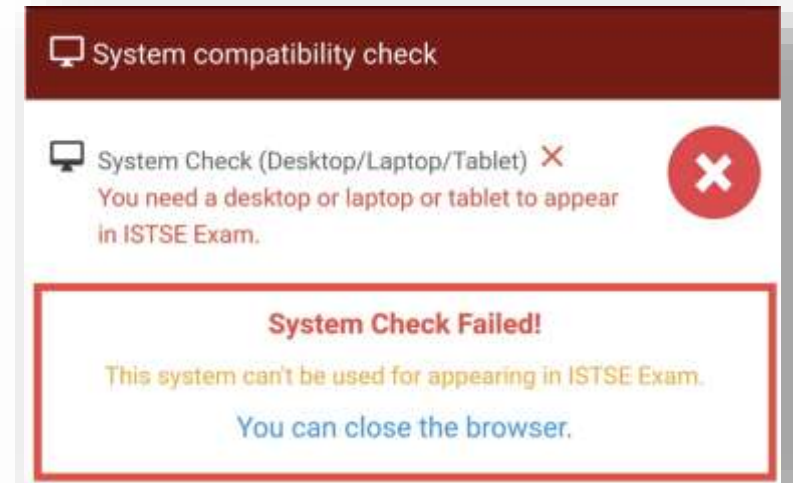 System compatibility check
System Check (Desktop/Laptop/Tablet)
You need a desktop or laptop or tablet to appear
in ISTSE Exam.
System Check Failed!
This system can't be used for appearing in ISTSE Exam.
You can close the browser.